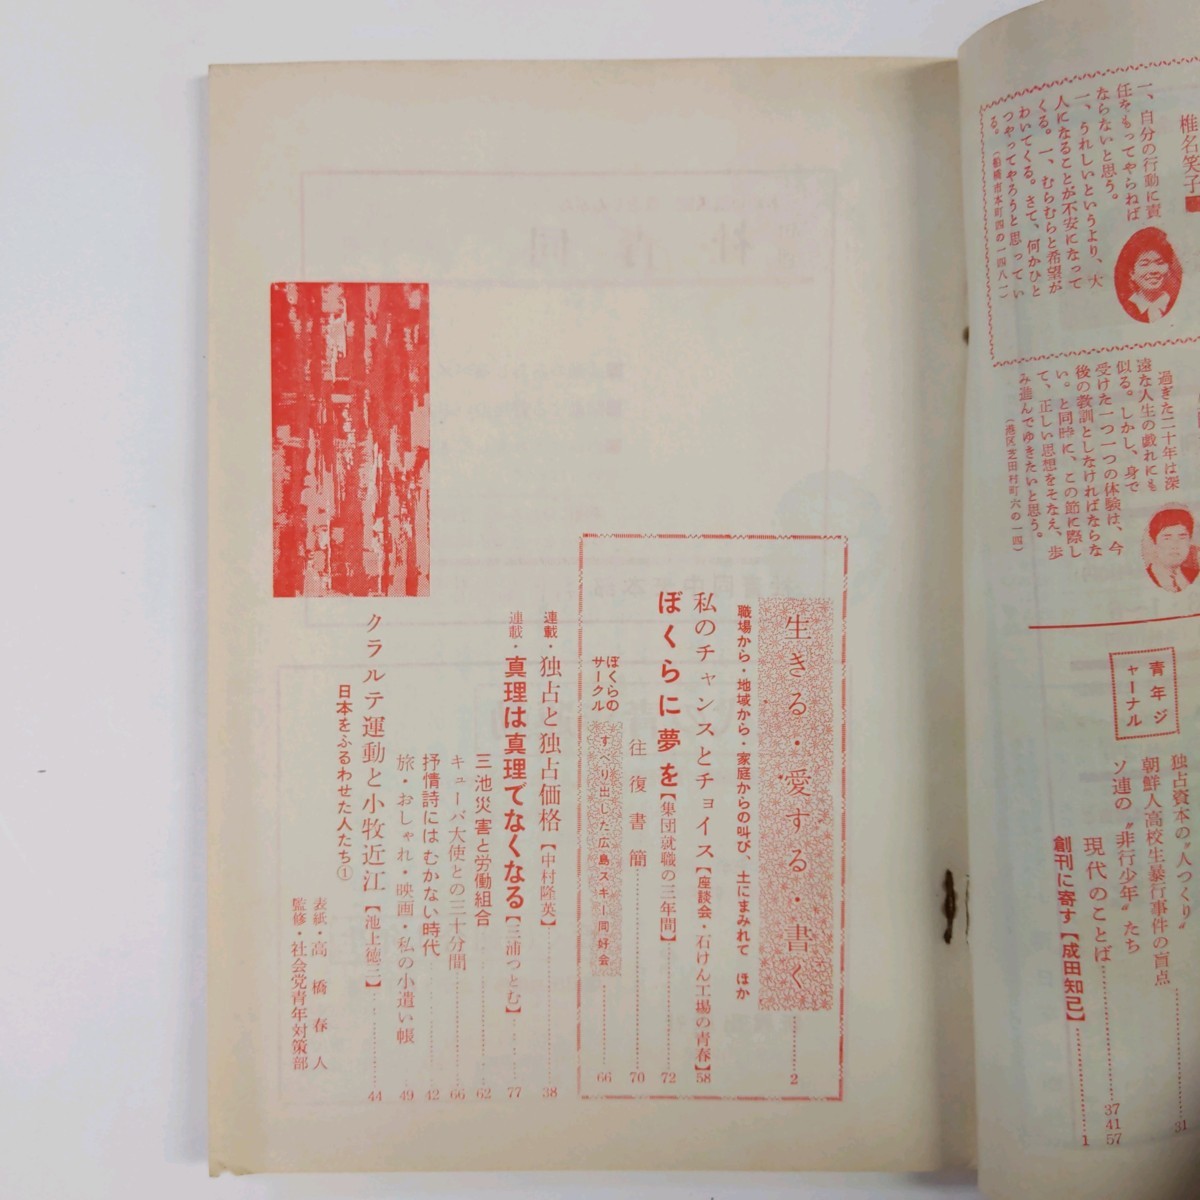 椎名笑子
一、自分の行動に責
任をもってやらねば
ならないと思う。
一、うれしいというより、大
人になることが不安になって
くる。一、むらむらと希望が
わいてくる。さて、何かひと
つやってやろうと思ってい
る。（船橋市本町四の一四八一）
過ぎた二十年は深
遠な人生の戯れにも
似る。しかし、身で
受けた一つ一つの体験は、今
後の教訓としなければならな
い。と同時に、この節に際し
て、正しい思想をそなえ、歩
み進んでゆきたいと思う。
（港区芝田村町六の一四）
青年ジャーナル
独占資本の〝人つくり〟……31
朝鮮人高校生暴行事件の盲点
ソ連の〝非行少年〟たち
37
41
現代のことば……57
創刊に寄す【成田知己】……1
生きる・愛する・書く……2
職場から・地域から・家庭からの叫び、土にまみれて ほか
私のチャンスとチョイス【座談会・石けん工場の青春】58
ぼくらに夢を【集団就職の三年間】……72
往復書簡……70
ぼくらのサークル すべり出した広島スキー同好会……66
連載・独占と独占価格【中村隆英】……38
連載・真理は真理でなくなる【三浦つとむ】……77
三池災害と労働組合……62
キューバ大使との三十分間……66
抒情詩にはむかない時代……42
旅・おしゃれ・映画・私の小遣い帳……49
クラルテ運動と小牧近江【池上徳三】……44
日本をふるわせた人たち①
表紙・高橋春人
監修・社会党青年対策部